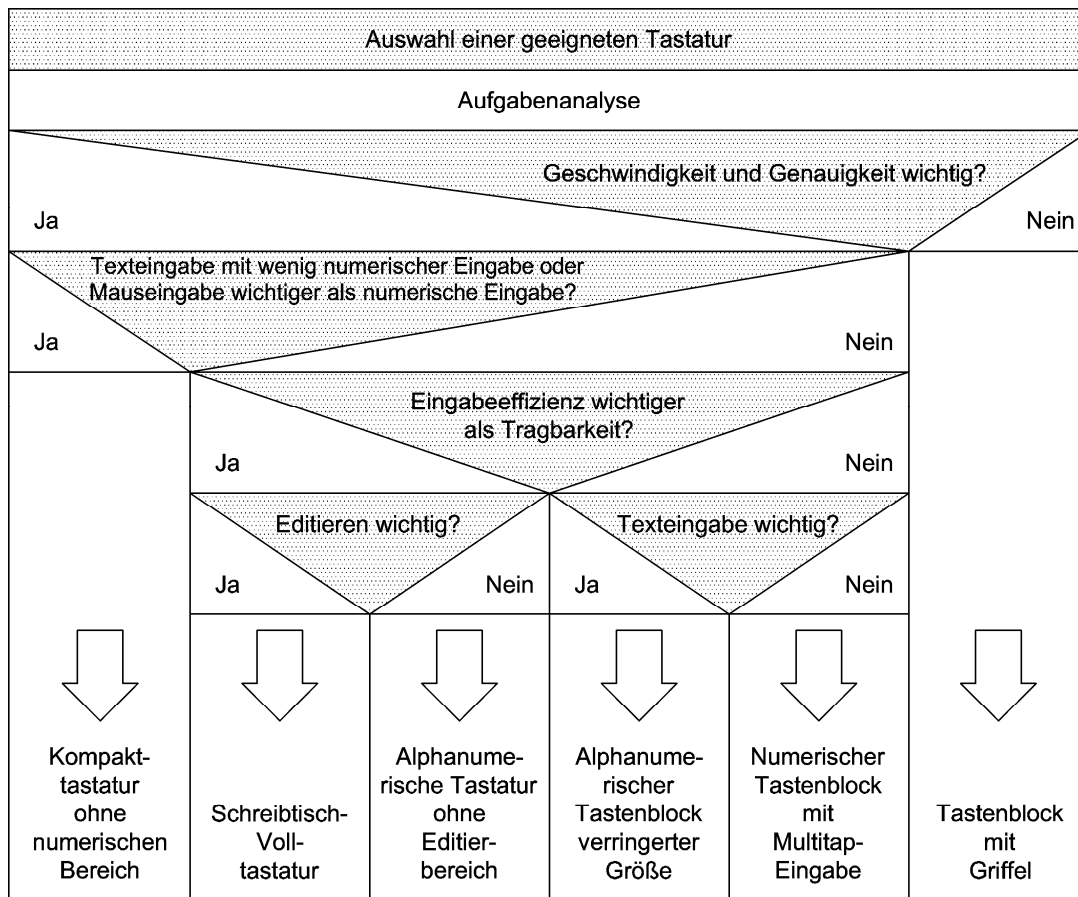 Auswahl einer geeigneten Tastatur
Aufgabenanalyse
Geschwindigkeit und Genauigkeit wichtig?
Ja
Nein
Texteingabe mit wenig numerischer Eingabe oder
Mauseingabe wichtiger als numerische Eingabe?
Ja
Nein
Eingabeeffizienz wichtiger
als Tragbarkeit?
Ja
Nein
Editieren wichtig?
Texteingabe wichtig?
Ja
Nein
Ja
Nein
Kompakt-
tastatur
ohne
numerischen
Bereich
Schreibtisch-
Voll-
tastatur
Alphanume-
rische Tastatur
ohne
Editier-
bereich
Alphanume-
rischer
Tastenblock
verringerter
Größe
Numerischer
Tastenblock
mit
Multitap-
Eingabe
Tastenblock
mit
Griffel